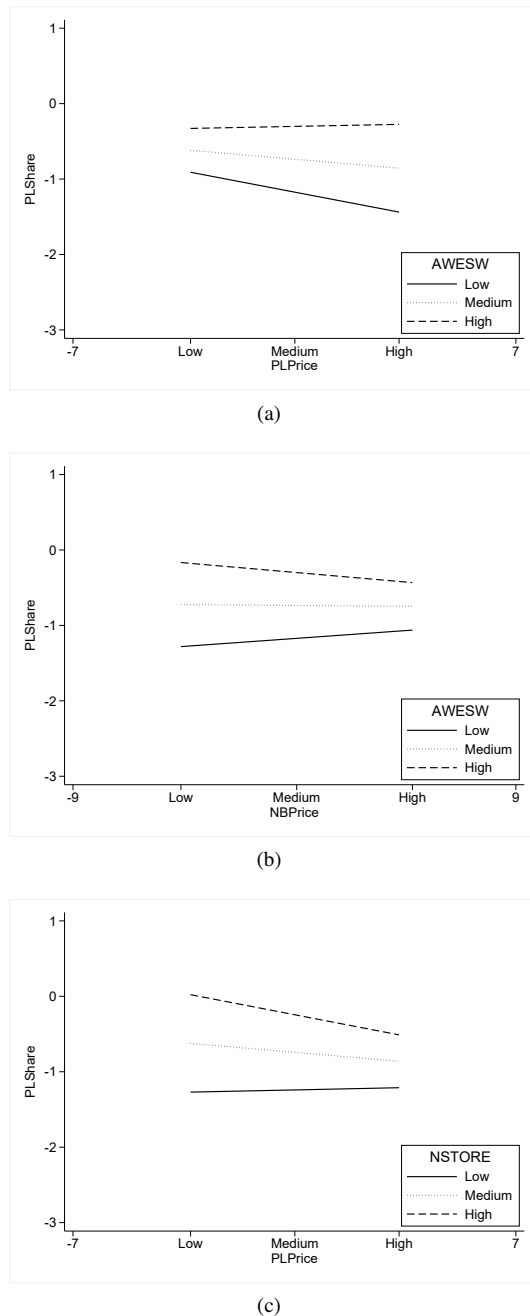 1
0
-1
-2
-3
PLShare
AWESW
Low
Medium
High
-7 Low Medium High 7
PLPrice
(a)
1
0
-1
-2
-3
PLShare
AWESW
Low
Medium
High
-9 Low Medium High 9
NBPrice
(b)
1
0
-1
-2
-3
PLShare
NSTORE
Low
Medium
High
-7 Low Medium High 7
PLPrice
(c)